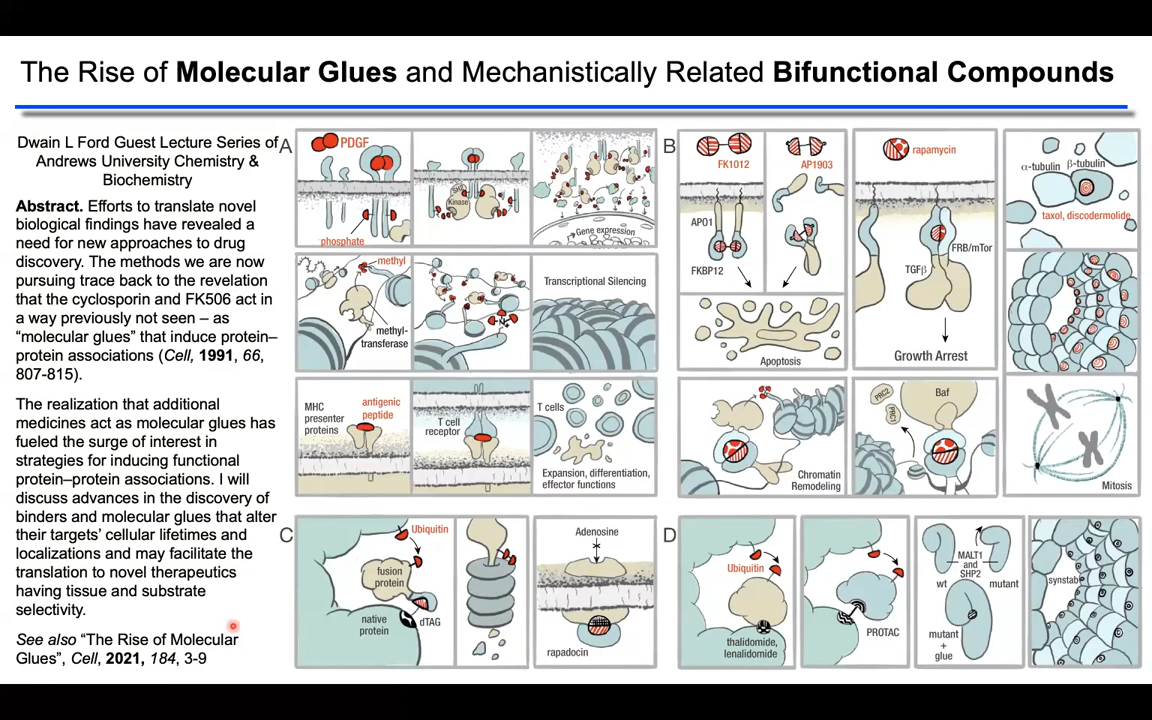 The Rise of Molecular Glues and Mechanistically Related Bifunctional Compounds
Dwain L Ford Guest Lecture Series of
Andrews University Chemistry &
Biochemistry
Abstract. Efforts to translate novel
biological findings have revealed a
need for new approaches to drug
discovery. The methods we are now
pursuing trace back to the revelation
that the cyclosporin and FK506 act in
a way previously not seen – as
“molecular glues” that induce protein–
protein associations (Cell, 1991, 66,
807-815).
The realization that additional
medicines act as molecular glues has
fueled the surge of interest in
strategies for inducing functional
protein–protein associations. I will
discuss advances in the discovery of
binders and molecular glues that alter
their targets’ cellular lifetimes and
localizations and may facilitate the
translation to novel therapeutics
having tissue and substrate
selectivity.
See also “The Rise of Molecular
Glues”, Cell, 2021, 184, 3-9
A
PDGF
phosphate
Kinase
Gene expression
methyl
methyl-
transferase
Transcriptional Silencing
MHC
presenter
proteins
antigenic
peptide
T cell
receptor
T cells
Expansion, differentiation,
effector functions
B
FK1012
AP1903
APO1
FKBP12
Apoptosis
rapamycin
FRB/mTor
TGFβ
Growth Arrest
α-tubulin
β-tubulin
taxol, discodermolide
Chromatin
Remodeling
PRC2
PRC1
Baf
Mitosis
C
Ubiquitin
fusion
protein
native
protein
dTAG
Adenosine
rapadocin
D
Ubiquitin
thalidomide,
lenalidomide
PROTAC
MALT1
and
SHP2
wt
mutant
mutant
+
glue
synstab